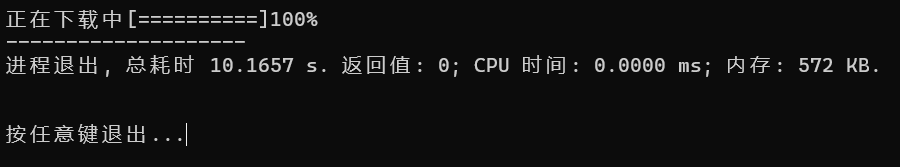 正在下载中[==========]100%
--------------------
进程退出, 总耗时 10.1657 s. 返回值: 0; CPU 时间: 0.0000 ms; 内存: 572 KB.
按任意键退出...